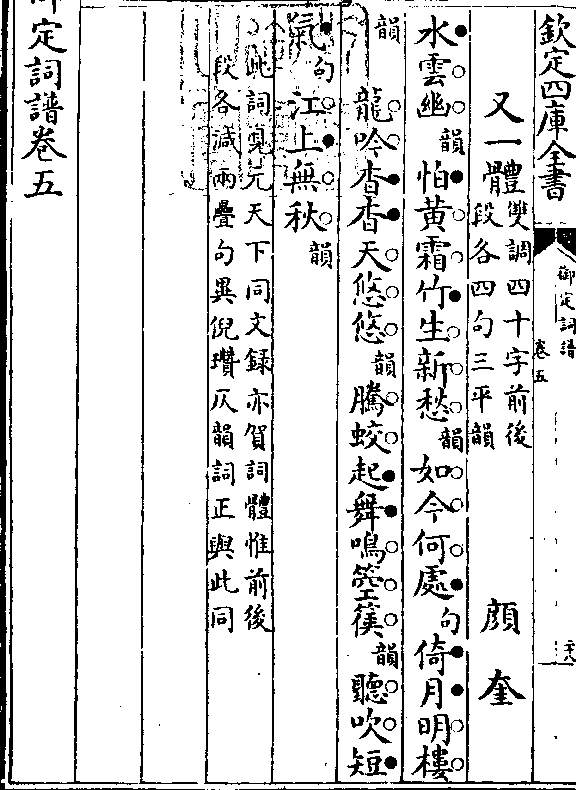 欽定四庫全書
御定詞譜
卷五
又一體
雙調四十字前後
段各四句三平韻
顔奎
水雲幽韻怕黃霜竹生新愁韻如今何處句倚月明樓
韻龍吟杳杳天悠悠韻騰蛟起舞鳴箜篌韻聽吹短
氣句江上無秋韻
此詞見元天下同文録亦賀詞體惟前後
段各減兩疊句異倪瓚仄韻詞正與此同
御定詞譜卷五